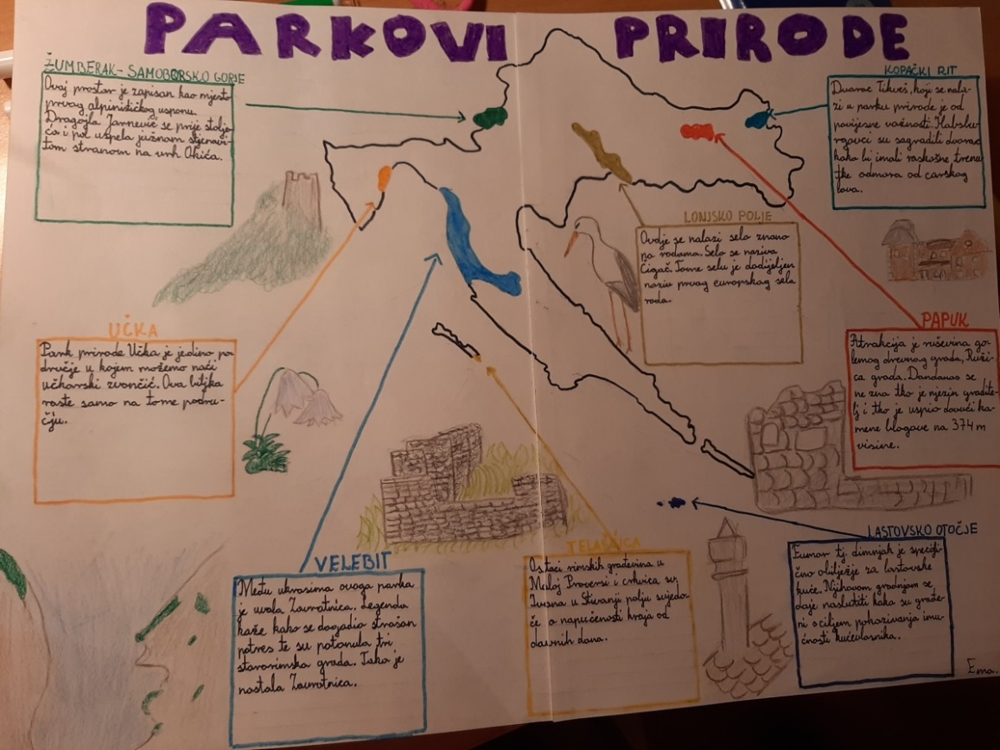 PARKOVI PRIRODE
ŽUMBERAK-SAMOBORSKO GORJE
Ovaj prostor je zapisan kao mjesto
prvog alpinističkog uspona.
Dragojla Jarnević se prije stolje-
ća i pol uspela južnom stjenovi-
tom stranom na vrh Okića.
KOPAČKI RIT
Dvorac Tikveš, koji se nala-
zi u parku prirode je od
povijesne važnosti. Habsbu-
rgovci su sagradili dvorac
kako bi imali raskošne trenu
tke odmora od carskog
lova.
LONJSKO POLJE
Ovdje se nalazi selo znano
po rodama. Selo se naziva
Čigoč. Tome selu je dodijeljen
naziv prvog europskog sela
roda.
UČKA
Park prirode Učka je jedino po
dručje u kojem možemo naći
učkarski zvončić. Ova biljka
raste samo na tome podru-
čju.
PAPUK
Atrakcija je ruševina go-
lemog drevnog grada, Ruži-
ca grada. Dandanas se
ne zna tko je njezin gradite-
lj i tko je uspio dovući ka-
mene blogove na 374 m
visine.
VELEBIT
Među ukrasima ovoga parka
je uvala Zavratnica. Legenda
kaže kako se dogodio strašan
potres te su potonula tri
starorimska grada. Tako je
nastala Zavratnica.
TELAŠĆICA
Ostaci rimskih građevina u
Maloj Proversi i crkvica sv.
Ivana u Stivanji polju svjedo-
če o napučenosti kraja od
davnih dana.
LASTOVSKO OTOČJE
Fumar tj. dimnjak je specifi-
čno obilježje za lastovske
kuće. Njihovom gradnjom se
daje naslutiti kako su građe-
ni s ciljem pokazivanja imu-
ćnosti kućevlasnika.
Ema.